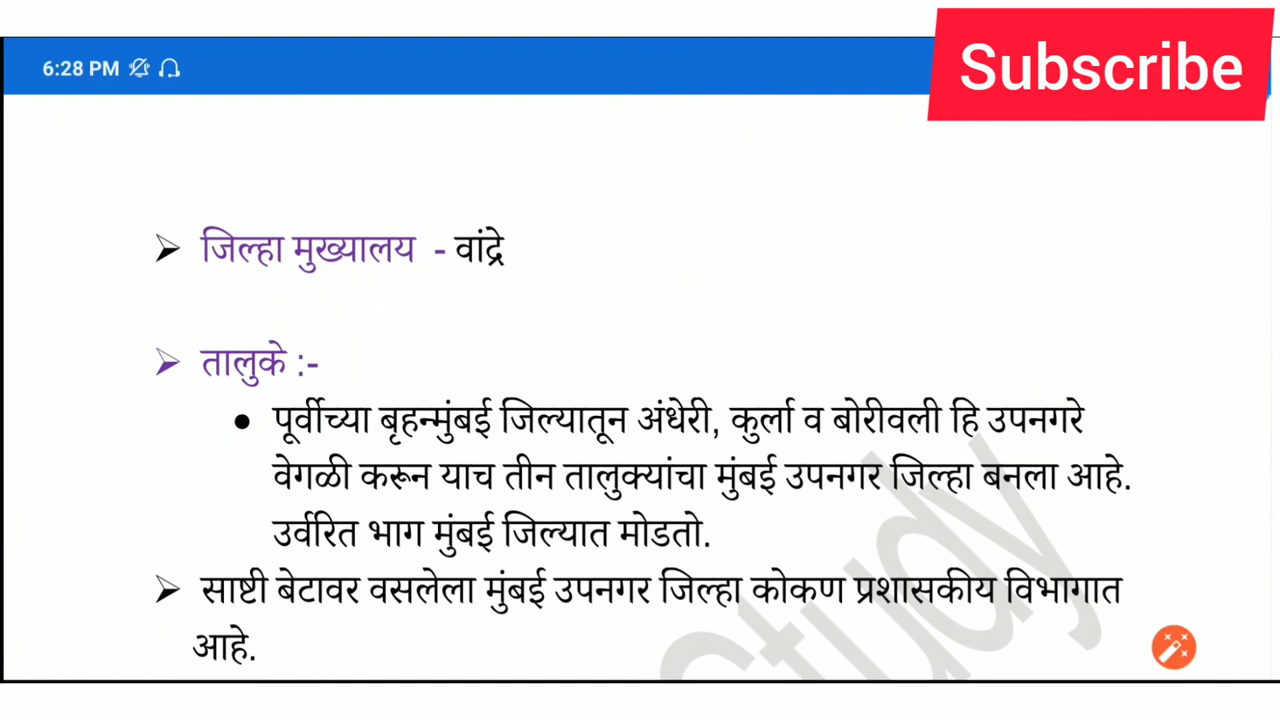 Subscribe
6:28 PM
➢ जिल्हा मुख्यालय - वांद्रे
➢ तालुके :-
● पूर्वीच्या बृहन्मुंबई जिल्यातून अंधेरी, कुर्ला व बोरीवली हि उपनगरे
वेगळी करून याच तीन तालुक्यांचा मुंबई उपनगर जिल्हा बनला आहे.
उर्वरित भाग मुंबई जिल्यात मोडतो.
➢ साष्टी बेटावर वसलेला मुंबई उपनगर जिल्हा कोकण प्रशासकीय विभागात
आहे.
Study